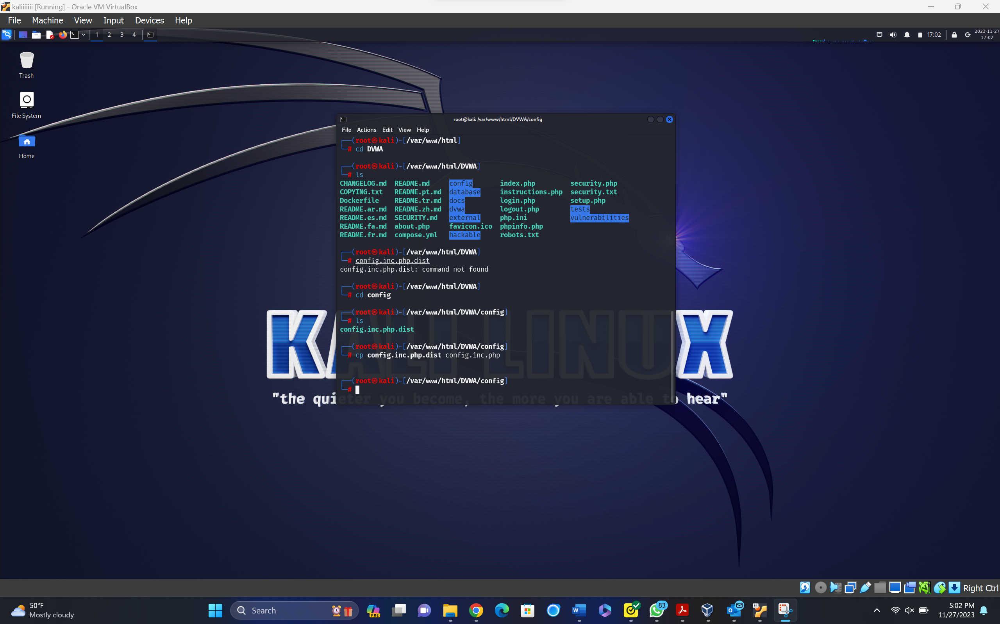 kaliiiiiii [Running] - Oracle VM VirtualBox
File Machine View Input Devices Help
1 2 3 4
17:02
2023-11-27
17:02
Trash
File System
Home
root@kali: /var/www/html/DVWA/config
File Actions Edit View Help
┌──(root㉿kali)-[/var/www/html]
└─# cd DVWA
┌──(root㉿kali)-[/var/www/html/DVWA]
└─# ls
CHANGELOG.md README.md config index.php security.php
COPYING.txt README.pt.md database instructions.php security.txt
Dockerfile README.tr.md docs login.php setup.php
README.ar.md README.zh.md dvwa logout.php tests
README.es.md SECURITY.md external php.ini vulnerabilities
README.fa.md about.php favicon.ico phpinfo.php
README.fr.md compose.yml hackable robots.txt
┌──(root㉿kali)-[/var/www/html/DVWA]
└─# config.inc.php.dist
config.inc.php.dist: command not found
┌──(root㉿kali)-[/var/www/html/DVWA]
└─# cd config
┌──(root㉿kali)-[/var/www/html/DVWA/config]
└─# ls
config.inc.php.dist
┌──(root㉿kali)-[/var/www/html/DVWA/config]
└─# cp config.inc.php.dist config.inc.php
┌──(root㉿kali)-[/var/www/html/DVWA/config]
└─#
KALI LINUX
"the quieter you become, the more you are able to hear"
Right Ctrl
50°F
Mostly cloudy
Search
PRE
83
64
5:02 PM
11/27/2023